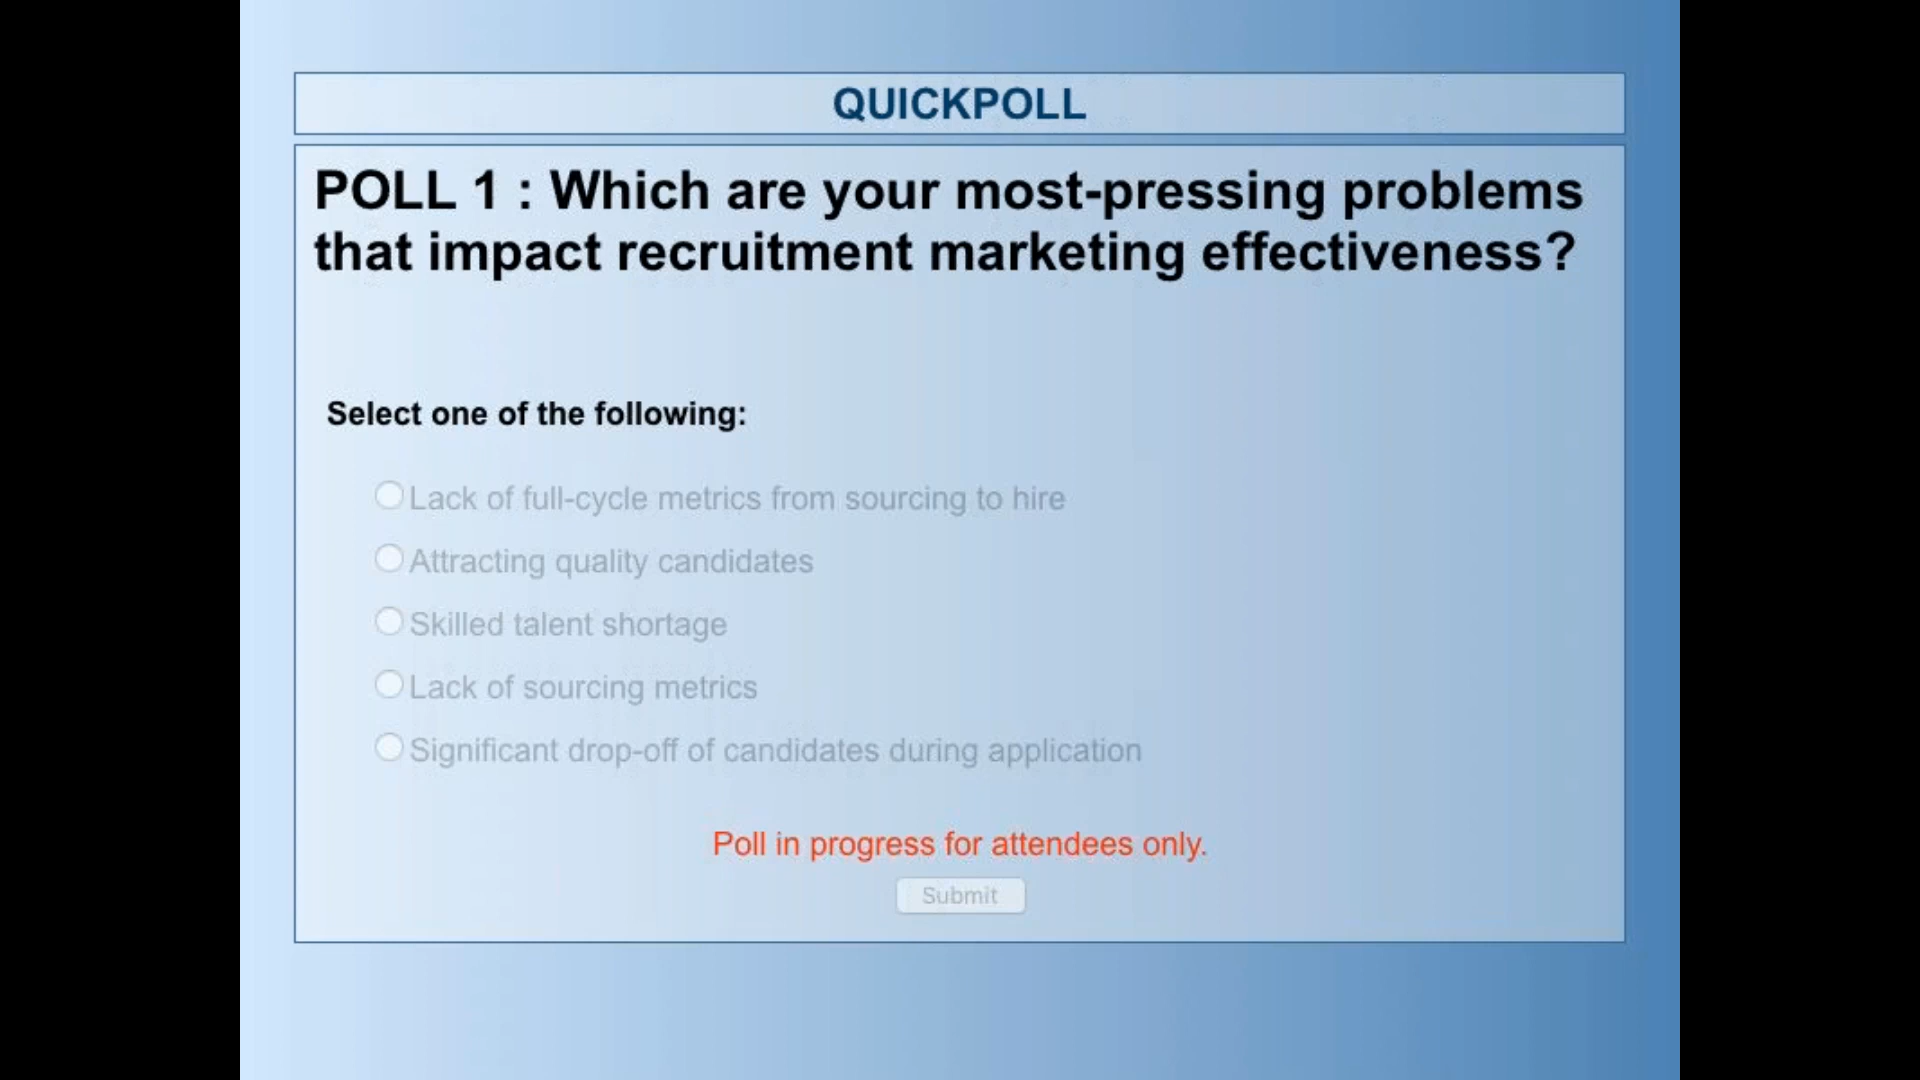 QUICKPOLL
POLL 1 : Which are your most-pressing problems
that impact recruitment marketing effectiveness?
Select one of the following:
Lack of full-cycle metrics from sourcing to hire
Attracting quality candidates
Skilled talent shortage
Lack of sourcing metrics
Significant drop-off of candidates during application
Poll in progress for attendees only.
Submit